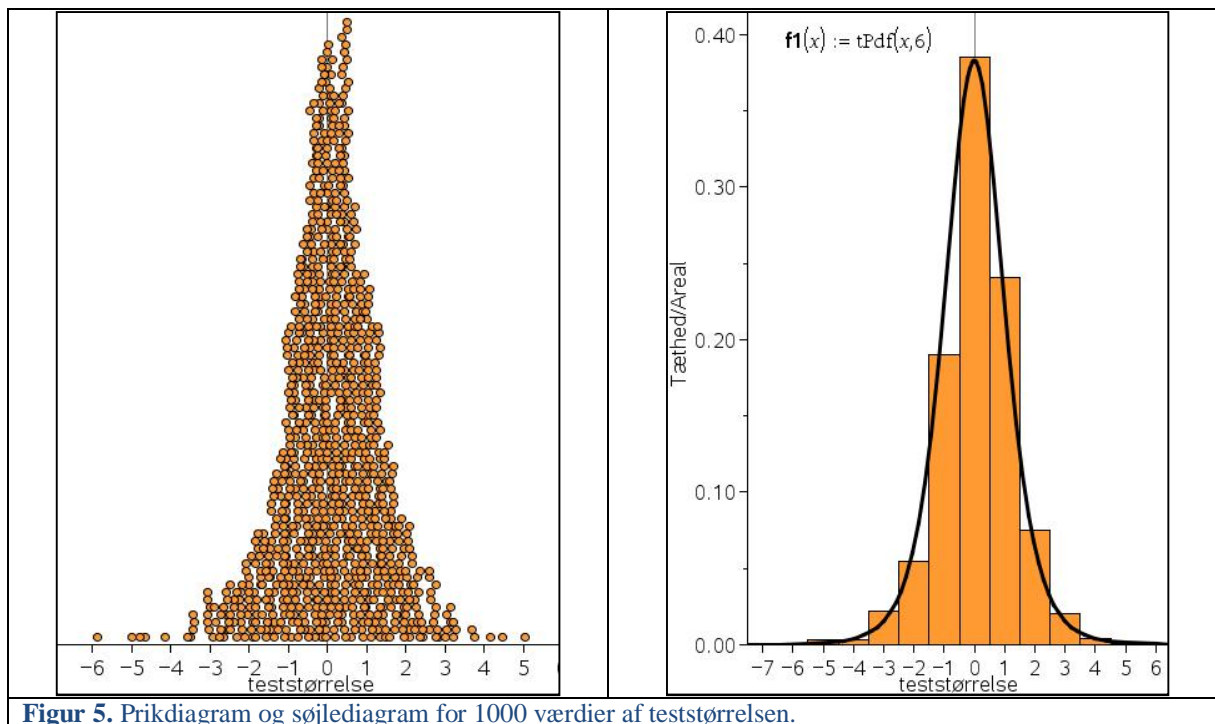 −6 −5 −4 −3 −2 −1 0 1 2 3 4 5
teststørrelse
f1(x) := tPdf(x,6)
0.40
0.30
0.20
0.10
0.00
Tæthed/Areal
−7 −6 −5 −4 −3 −2 −1 0 1 2 3 4 5 6
teststørrelse
Figur 5. Prikdiagram og søjlediagram for 1000 værdier af teststørrelsen.